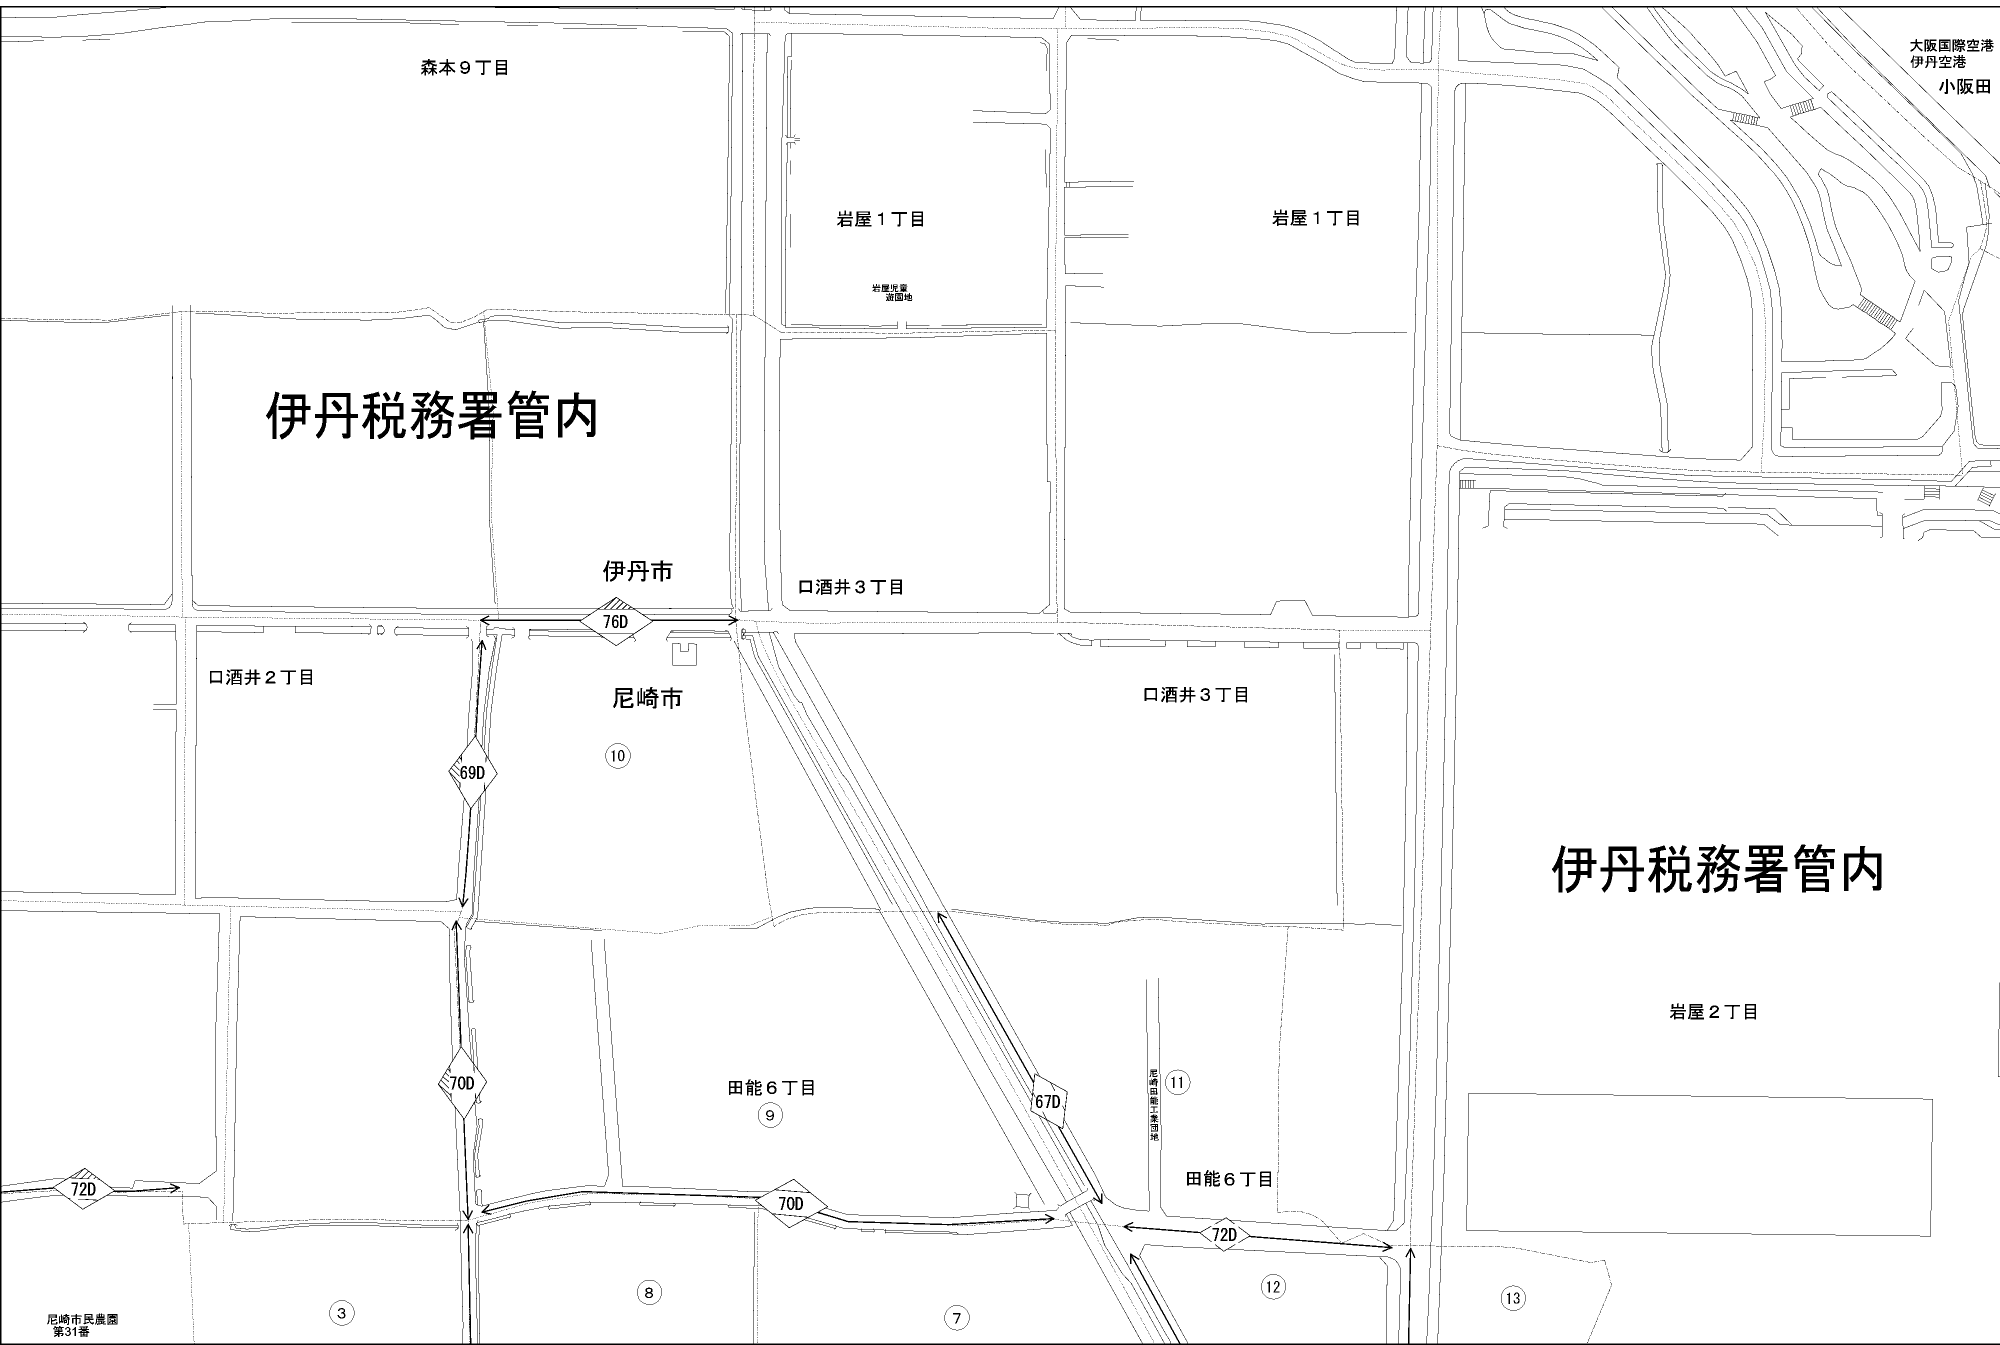 大阪国際空港
伊丹空港
小阪田
森本９丁目
岩屋１丁目
岩屋１丁目
岩屋児童
遊園地
伊丹税務署管内
伊丹市
口酒井３丁目
76D
口酒井２丁目
尼崎市
口酒井３丁目
10
69D
伊丹税務署管内
岩屋２丁目
70D
田能６丁目
9
67D
尼崎田能工業団地
11
田能６丁目
72D
70D
72D
3
8
7
12
13
尼崎市民農園
第31番